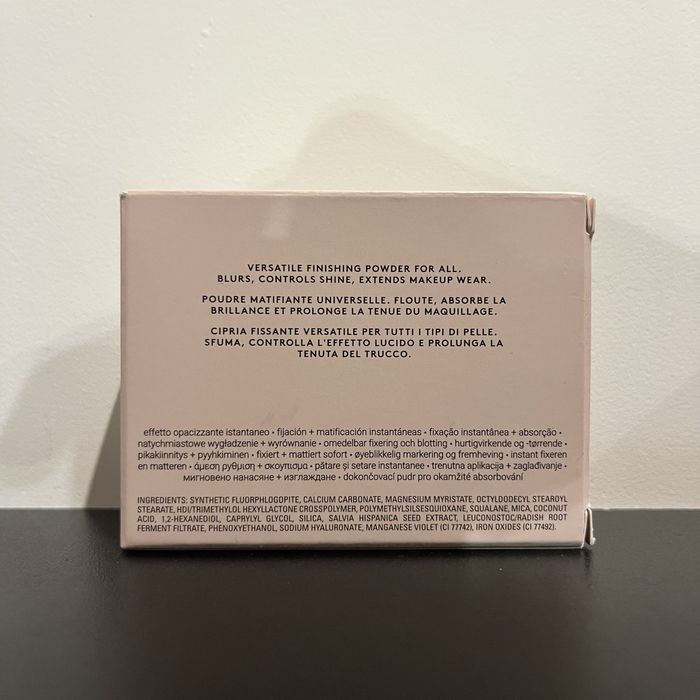 VERSATILE FINISHING POWDER FOR ALL.
BLURS, CONTROLS SHINE, EXTENDS MAKEUP WEAR.
POUDRE MATIFIANTE UNIVERSELLE. FLOUTE, ABSORBE LA
BRILLANCE ET PROLONGE LA TENUE DU MAQUILLAGE.
CIPRIA FISSANTE VERSATILE PER TUTTI I TIPI DI PELLE.
SFUMA, CONTROLLA L'EFFETTO LUCIDO E PROLUNGA LA
TENUTA DEL TRUCCO.
effetto opacizzante istantaneo • fijación + matificación instantáneas • fixação instantânea + absorção •
natychmiastowe wygładzenie + wyrównanie • omedelbar fixering och blotting • hurtigvirkende og -tørrende •
pikakiinnitys + pyyhkiminen • fixiert + mattiert sofort • øyeblikkelig markering og fremheving • instant fixeren
en matteren • άμεση ρύθμιση + σκούπισμα • pătare și setare instantanee • trenutna aplikacija + zaglađivanje •
мигновено нанасяне + изглаждане • dokončovací pudr pro okamžité absorbování
INGREDIENTS: SYNTHETIC FLUORPHLOGOPITE, CALCIUM CARBONATE, MAGNESIUM MYRISTATE, OCTYLDODECYL STEAROYL
STEARATE, HDI/TRIMETHYLOL HEXYLLACTONE CROSSPOLYMER, POLYMETHYLSILSESQUIOXANE, SQUALANE, MICA, COCONUT
ACID, 1,2-HEXANEDIOL, CAPRYLYL GLYCOL, SILICA, SALVIA HISPANICA SEED EXTRACT, LEUCONOSTOC/RADISH ROOT
FERMENT FILTRATE, PHENOXYETHANOL, SODIUM HYALURONATE, MANGANESE VIOLET (CI 77742), IRON OXIDES (CI 77492).